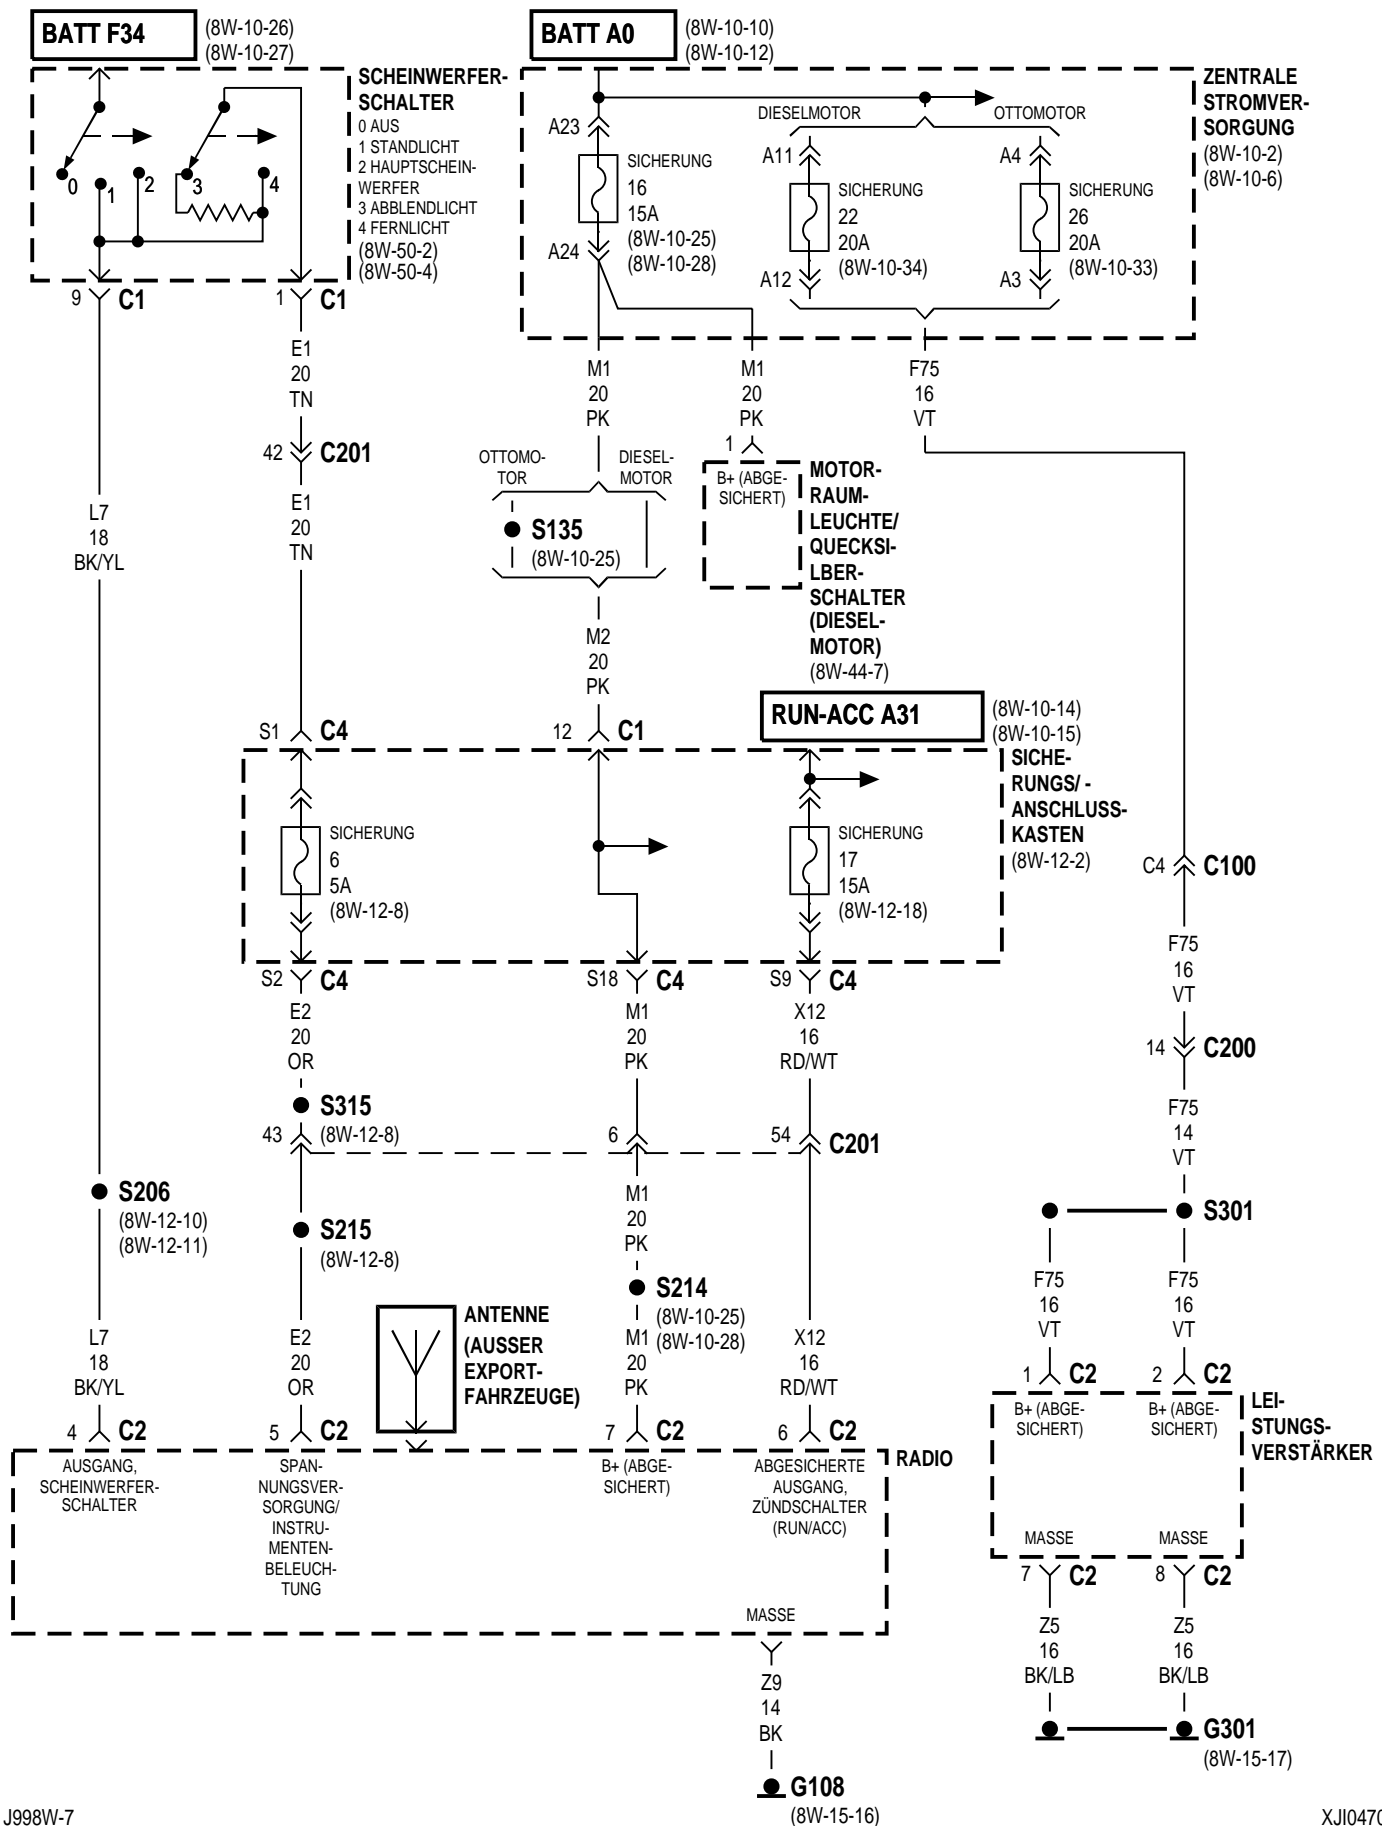 BATT F34
(8W-10-26)
(8W-10-27)
BATT A0
(8W-10-10)
(8W-10-12)
SCHEINWERFER-
SCHALTER
0 AUS
1 STANDLICHT
2 HAUPTSCHEIN-
WERFER
3 ABBLENDLICHT
4 FERNLICHT
(8W-50-2)
(8W-50-4)
0
1
2
3
4
9
C1
1
C1
ZENTRALE
STROMVER-
SORGUNG
(8W-10-2)
(8W-10-6)
DIESELMOTOR
OTTOMOTOR
A23
SICHERUNG
16
15A
(8W-10-25)
(8W-10-28)
A24
A11
SICHERUNG
22
20A
(8W-10-34)
A12
A4
SICHERUNG
26
20A
(8W-10-33)
A3
E1
20
TN
42
C201
E1
20
TN
L7
18
BK/YL
M1
20
PK
M1
20
PK
F75
16
VT
OTTOMO-
TOR
DIESEL-
MOTOR
S135
(8W-10-25)
1
B+ (ABGE-
SICHERT)
MOTOR-
RAUM-
LEUCHTE/
QUECKSI-
LBER-
SCHALTER
(DIESEL-
MOTOR)
(8W-44-7)
M2
20
PK
S1
C4
12
C1
RUN-ACC A31
(8W-10-14)
(8W-10-15)
SICHE-
RUNGS/ -
ANSCHLUSS-
KASTEN
(8W-12-2)
SICHERUNG
6
5A
(8W-12-8)
SICHERUNG
17
15A
(8W-12-18)
C4
C100
S2
C4
S18
C4
S9
C4
E2
20
OR
M1
20
PK
X12
16
RD/WT
F75
16
VT
14
C200
F75
14
VT
S315
(8W-12-8)
43
6
54
C201
S206
(8W-12-10)
(8W-12-11)
S215
(8W-12-8)
M1
20
PK
S214
(8W-10-25)
(8W-10-28)
S301
F75
16
VT
F75
16
VT
L7
18
BK/YL
E2
20
OR
ANTENNE
(AUSSER
EXPORT-
FAHRZEUGE)
M1
20
PK
X12
16
RD/WT
4
C2
5
C2
7
C2
6
C2
1
C2
2
C2
RADIO
AUSGANG,
SCHEINWERFER-
SCHALTER
SPAN-
NUNGSVER-
SORGUNG/
INSTRU-
MENTEN-
BELEUCH-
TUNG
B+ (ABGE-
SICHERT)
ABGESICHERTE
AUSGANG,
ZÜNDSCHALTER
(RUN/ACC)
MASSE
B+ (ABGE-
SICHERT)
B+ (ABGE-
SICHERT)
LEI-
STUNGS-
VERSTÄRKER
MASSE
MASSE
7
C2
8
C2
Z5
16
BK/LB
Z5
16
BK/LB
G301
(8W-15-17)
Z9
14
BK
G108
(8W-15-16)
J998W-7
XJI0470